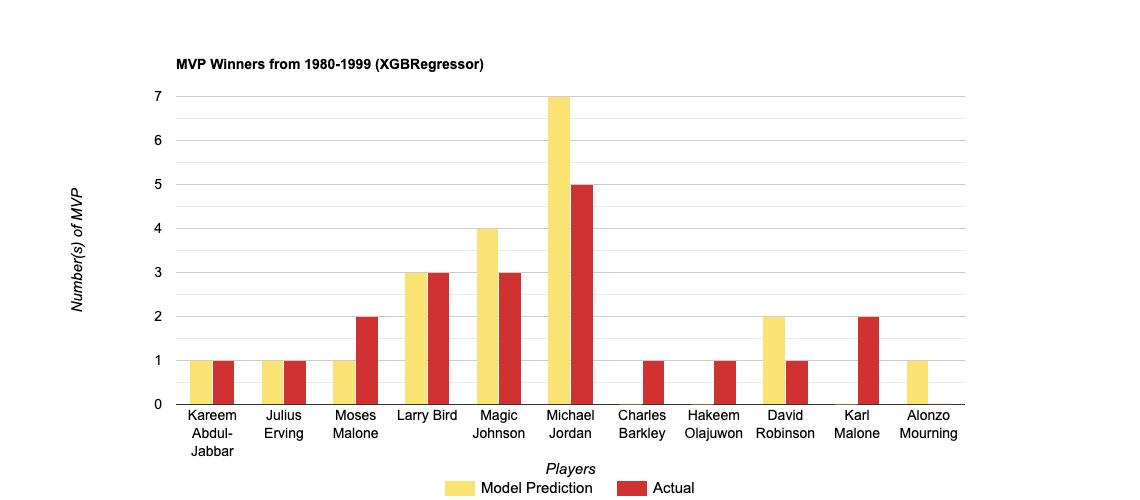 MVP Winners from 1980-1999 (XGBRegressor)
7
6
5
4
3
2
1
0
Number(s) of MVP
Kareem
Abdul-
Jabbar
Julius
Erving
Moses
Malone
Larry Bird
Magic
Johnson
Michael
Jordan
Charles
Barkley
Hakeem
Olajuwon
David
Robinson
Karl
Malone
Alonzo
Mourning
Players
Model Prediction
Actual